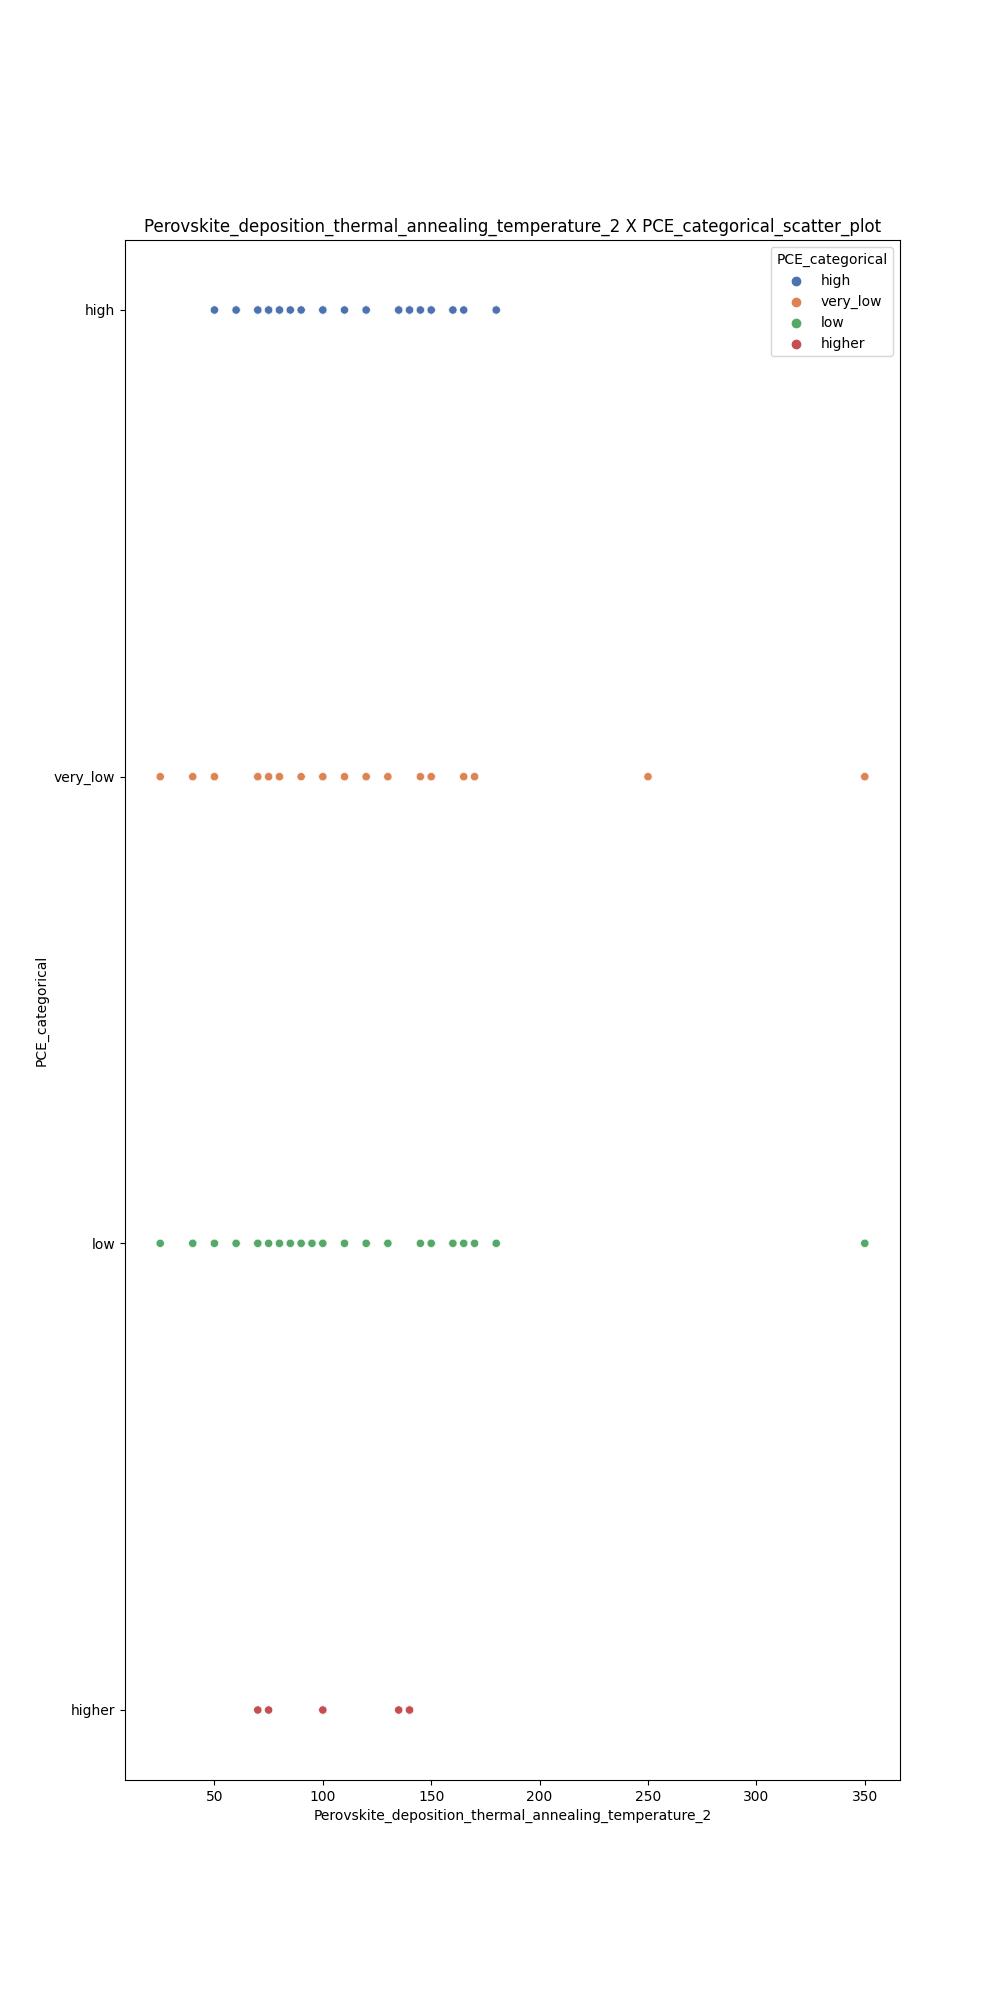 Perovskite_deposition_thermal_annealing_temperature_2 X PCE_categorical_scatter_plot
PCE_categorical
high
very_low
low
higher
high
very_low
low
higher
PCE_categorical
50
100
150
200
250
300
350
Perovskite_deposition_thermal_annealing_temperature_2